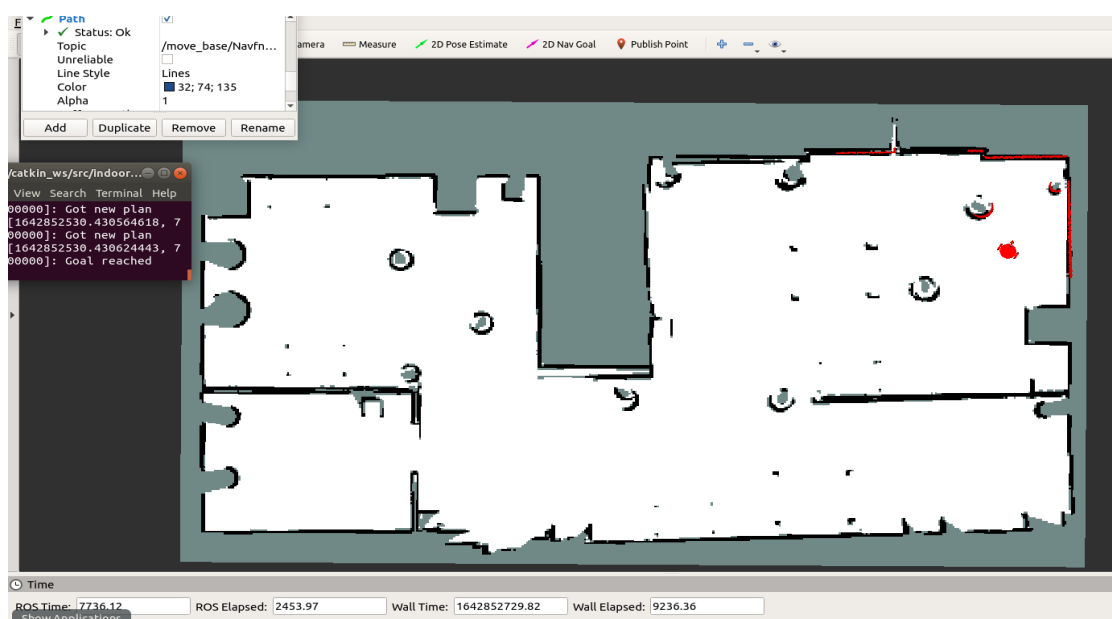 F
Path
Status: Ok
Topic /move_base/Navfn...
Unreliable
Line Style Lines
Color 32; 74; 135
Alpha 1
Add Duplicate Remove Rename
amera Measure 2D Pose Estimate 2D Nav Goal Publish Point
/catkin_ws/src/indoor...
View Search Terminal Help
00000]: Got new plan
[1642852530.430564618, 7
00000]: Got new plan
[1642852530.430624443, 7
00000]: Goal reached
Time
ROS Time: 7736.12 ROS Elapsed: 2453.97 Wall Time: 1642852729.82 Wall Elapsed: 9236.36
Show Applications